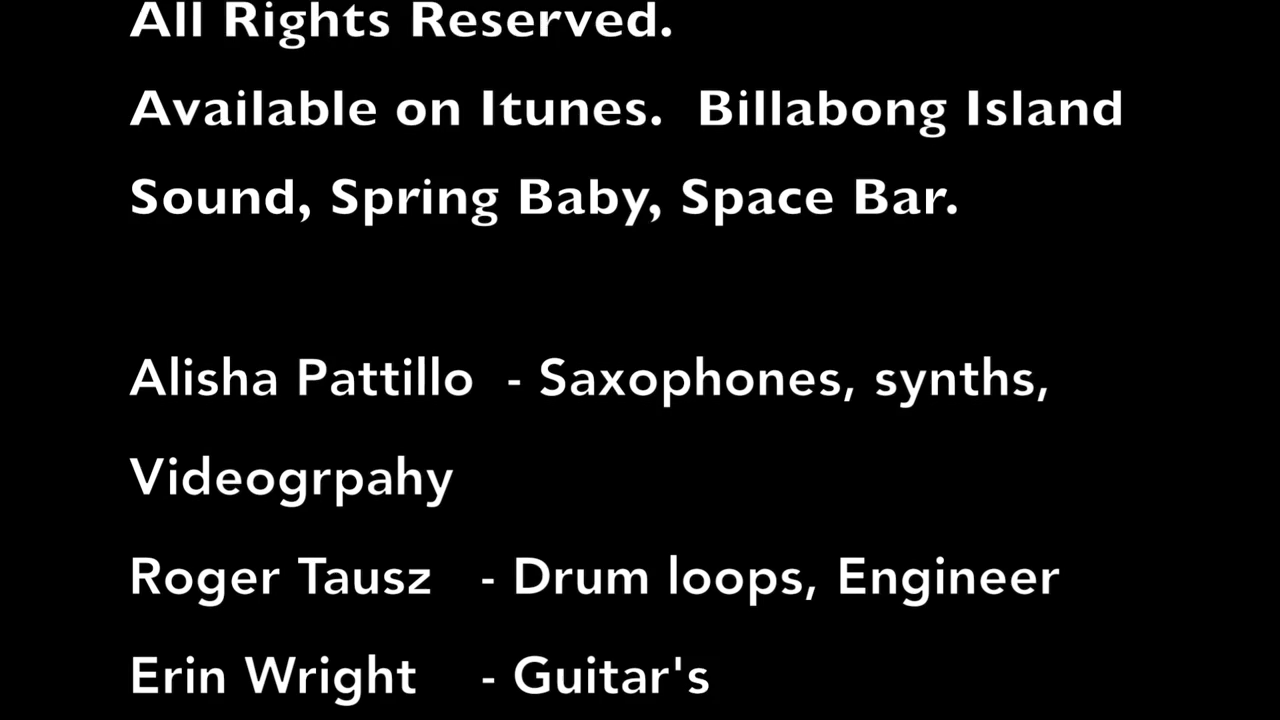 All Rights Reserved.
Available on Itunes.  Billabong Island
Sound, Spring Baby, Space Bar.
Alisha Pattillo  - Saxophones, synths,
Videogrpahy
Roger Tausz   - Drum loops, Engineer
Erin Wright    - Guitar's